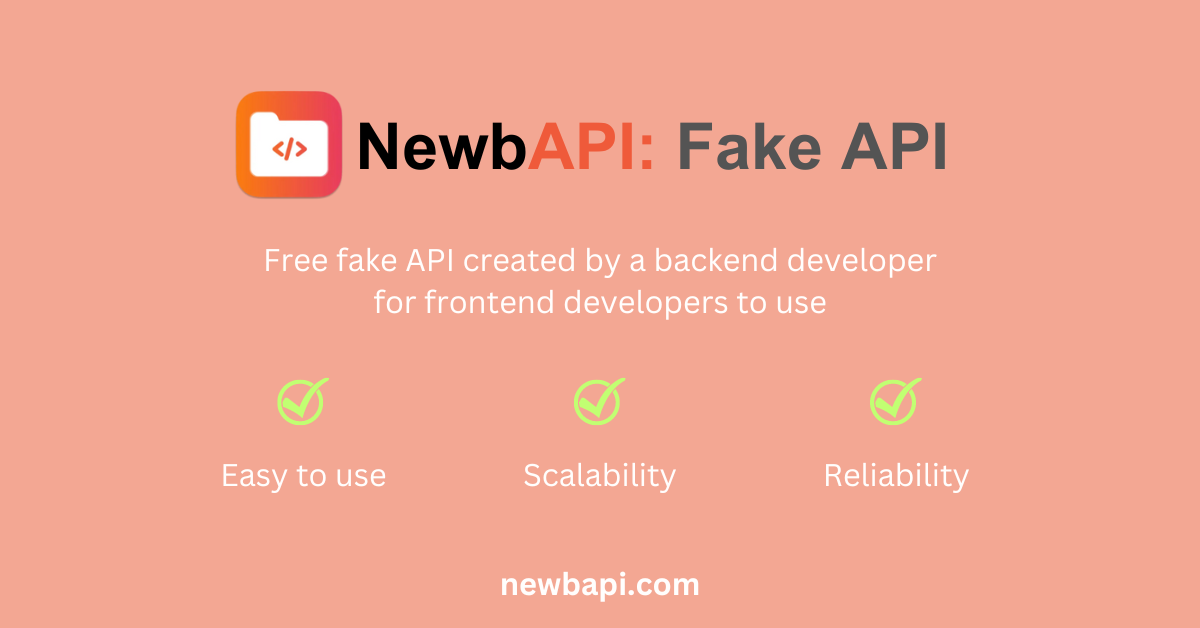 </>
NewbAPI: Fake API
Free fake API created by a backend developer
for frontend developers to use
Easy to use
Scalability
Reliability
newbapi.com